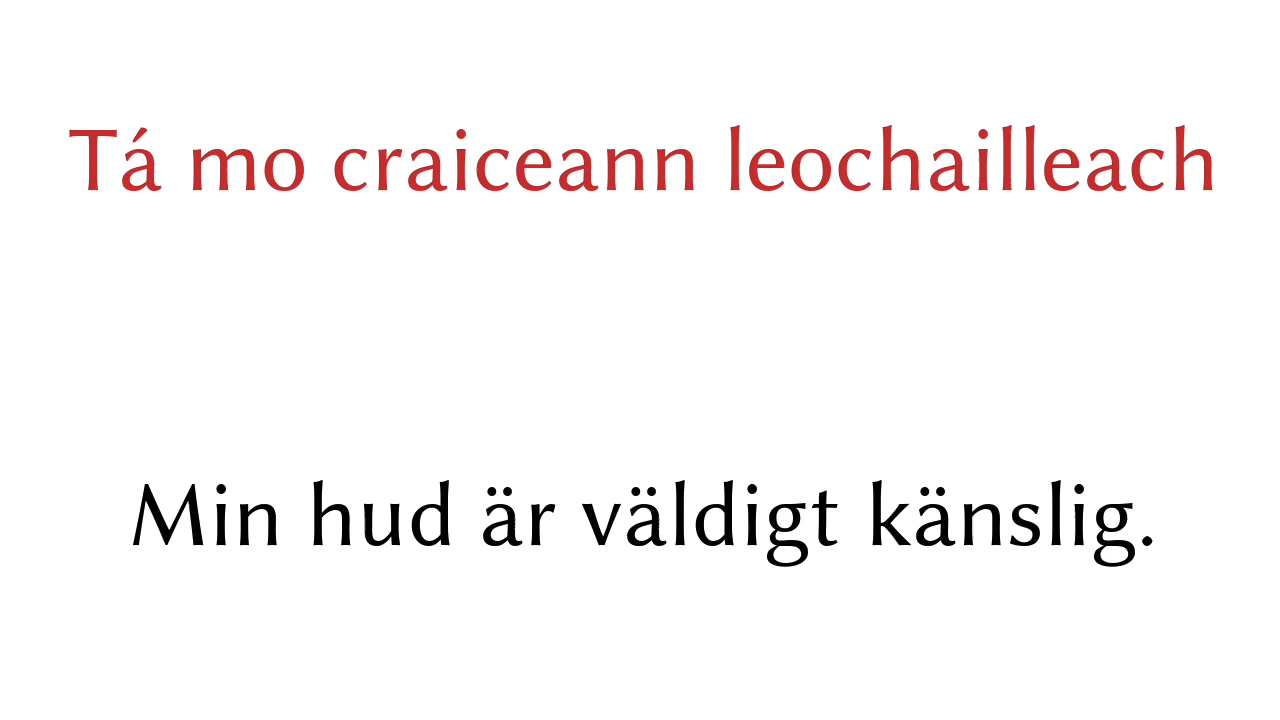 Tá mo craiceann leochailleach
Min hud är väldigt känslig.